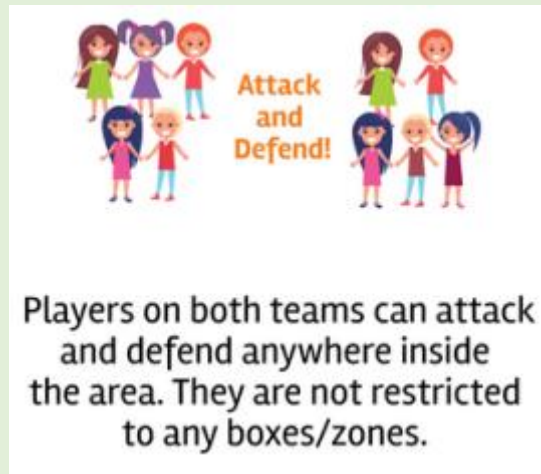 Attack
and
Defend!
Players on both teams can attack
and defend anywhere inside
the area. They are not restricted
to any boxes/zones.